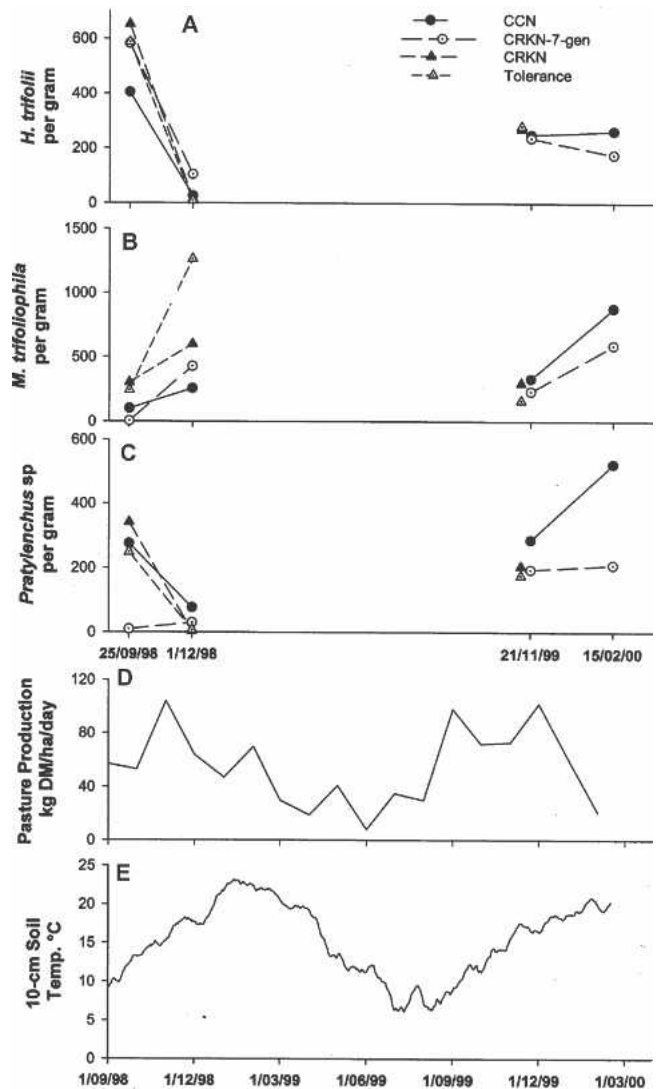 A
CCN
CRKN-7-gen
CRKN
Tolerance
H. trifolii
per gram
600
400
200
0
B
M. trifoliophila
per gram
1500
1000
500
0
C
Pratylenchus sp
per gram
600
400
200
0
25/09/98 1/12/98 21/11/99 15/02/00
D
Pasture Production
kg DM/ha/day
120
80
40
0
E
10-cm Soil
Temp. °C
25
20
15
10
5
0
1/09/98 1/12/98 1/03/99 1/06/99 1/09/99 1/12/99 1/03/00